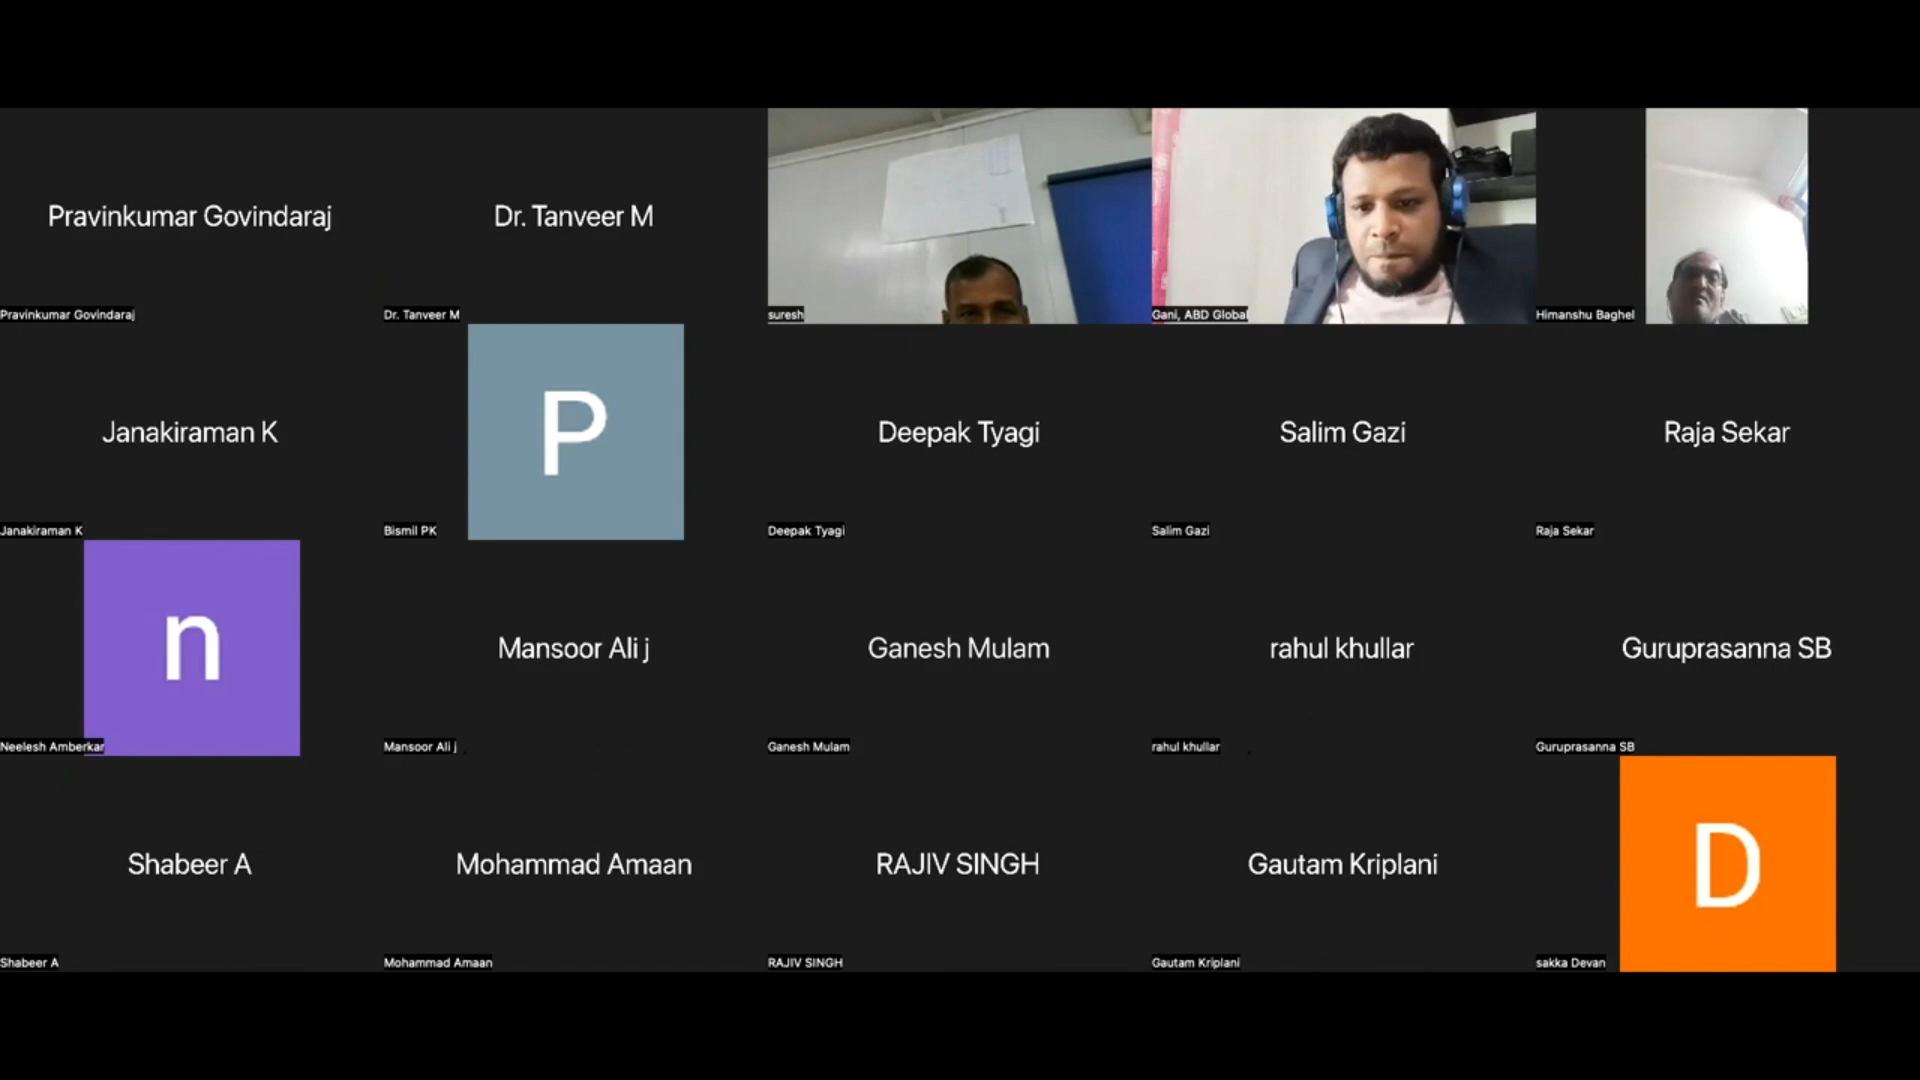 Pravinkumar Govindaraj
Dr. Tanveer M
Pravinkumar Govindaraj
Dr. Tanveer M
suresh
Gani, ABD Global
Himanshu Baghel
Janakiraman K
P
Deepak Tyagi
Salim Gazi
Raja Sekar
Janakiraman K
Bismil PK
Deepak Tyagi
Salim Gazi
Raja Sekar
n
Mansoor Ali j
Ganesh Mulam
rahul khullar
Guruprasanna SB
Neelesh Amberkar
Mansoor Ali j
Ganesh Mulam
rahul khullar
Guruprasanna SB
Shabeer A
Mohammad Amaan
RAJIV SINGH
Gautam Kriplani
D
Shabeer A
Mohammad Amaan
RAJIV SINGH
Gautam Kriplani
sakka Devan